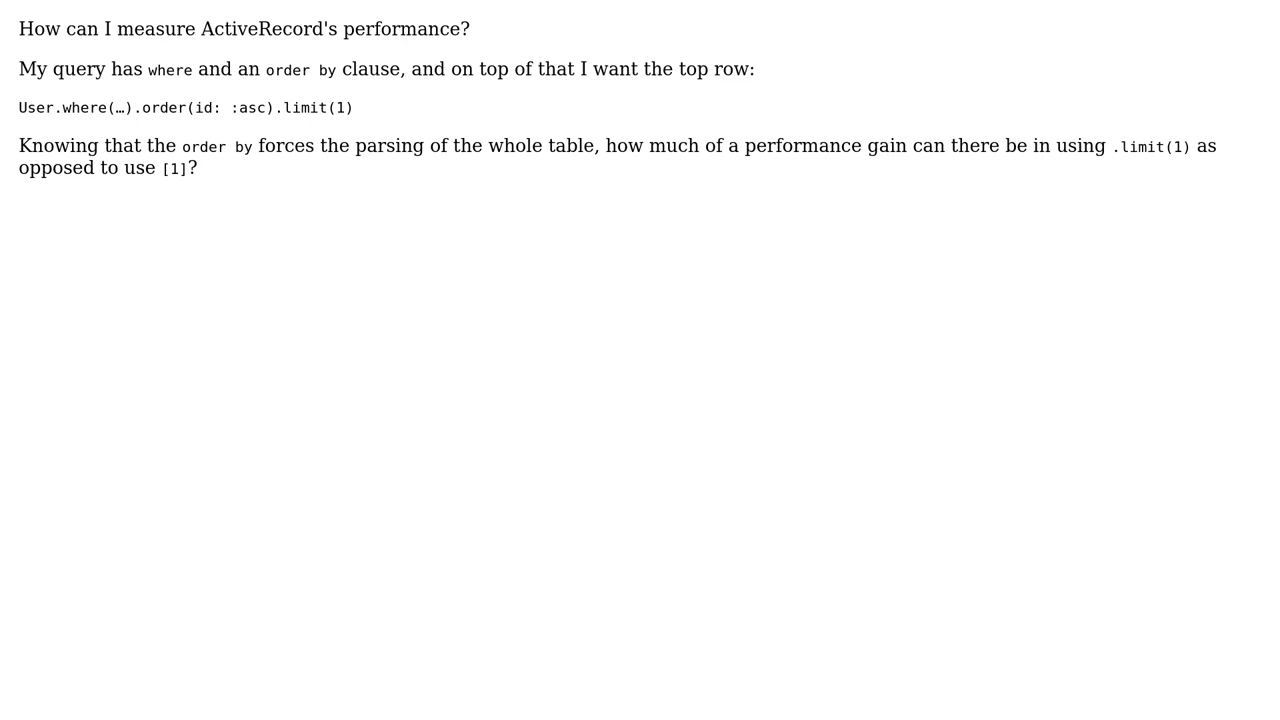 How can I measure ActiveRecord's performance?
My query has where and an order by clause, and on top of that I want the top row:
User.where(…).order(id: :asc).limit(1)
Knowing that the order by forces the parsing of the whole table, how much of a performance gain can there be in using .limit(1) as
opposed to use [1]?